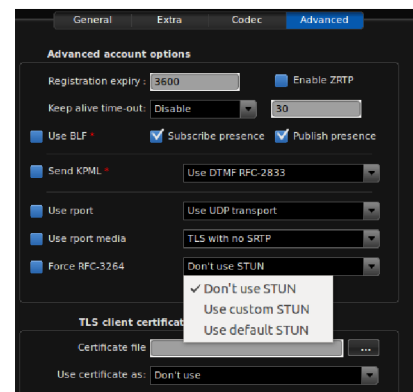 General Extra Codec Advanced
Advanced account options
Registration expiry : 3600 Enable ZRTP
Keep alive time-out: Disable 30
Use BLF * Subscribe presence Publish presence
Send KPML * Use DTMF RFC-2833
Use rport Use UDP transport
Use rport media TLS with no SRTP
Force RFC-3264 Don't use STUN
✓ Don't use STUN
Use custom STUN
Use default STUN
TLS client certificat
Certificate file ...
Use certificate as: Don't use